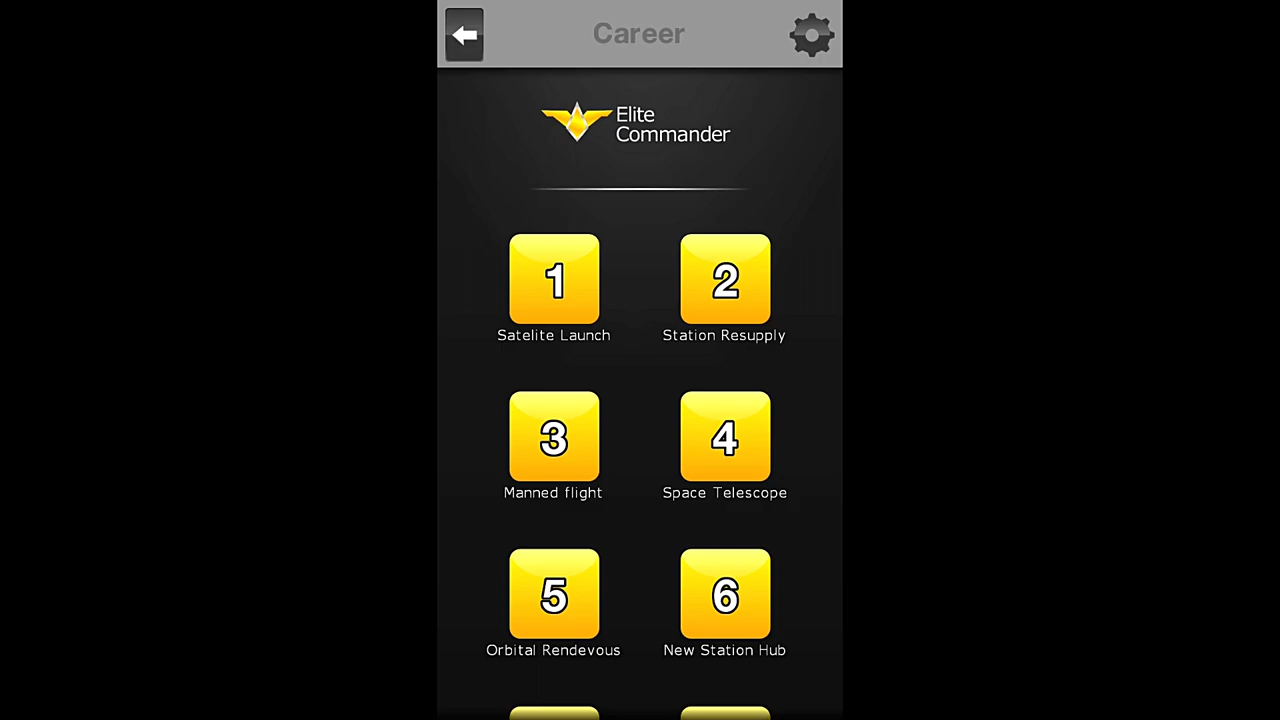 Career
Elite
Commander
1
2
Satelite Launch
Station Resupply
3
4
Manned flight
Space Telescope
5
6
Orbital Rendevous
New Station Hub